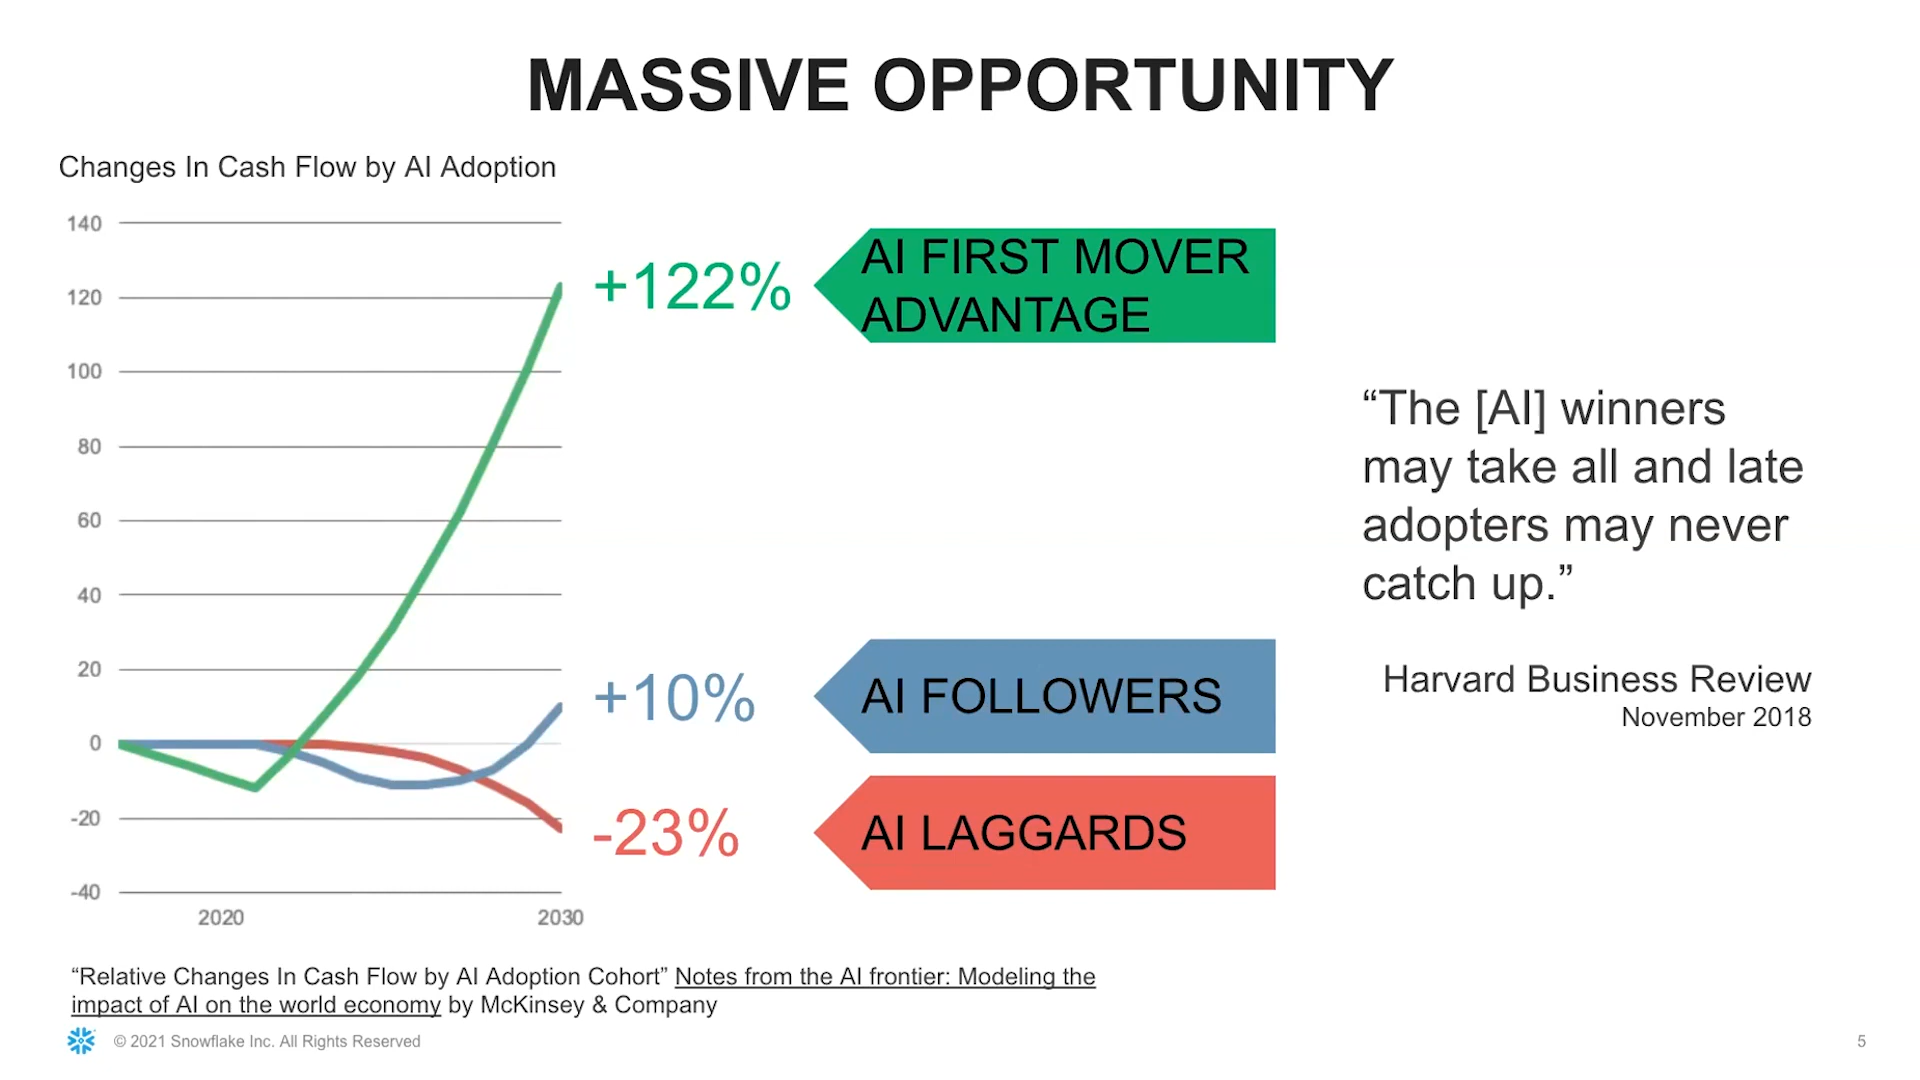 MASSIVE OPPORTUNITY
Changes In Cash Flow by AI Adoption
140
120
100
80
60
40
20
0
-20
-40
2020
2030
+122%
AI FIRST MOVER
ADVANTAGE
+10%
AI FOLLOWERS
-23%
AI LAGGARDS
“The [AI] winners
may take all and late
adopters may never
catch up.”
Harvard Business Review
November 2018
“Relative Changes In Cash Flow by AI Adoption Cohort” Notes from the AI frontier: Modeling the
impact of AI on the world economy by McKinsey & Company
© 2021 Snowflake Inc. All Rights Reserved
5